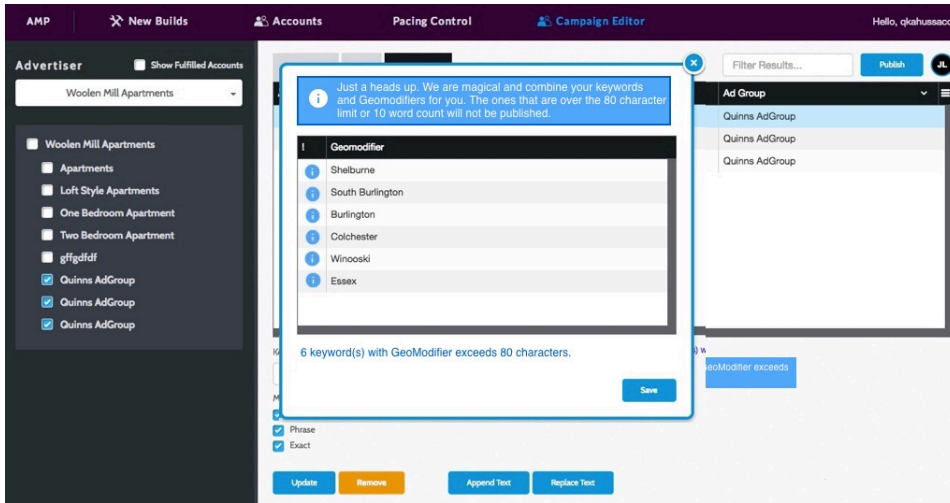 AMP New Builds Accounts Pacing Control Campaign Editor Hello, qkahussacc
Advertiser Show Fulfilled Accounts
Woolen Mill Apartments
Woolen Mill Apartments
Apartments
Loft Style Apartments
One Bedroom Apartment
Two Bedroom Apartment
gffgdfdf
Quinns AdGroup
Quinns AdGroup
Quinns AdGroup
Filter Results... Publish JL
Ad Group
Quinns AdGroup
Quinns AdGroup
Quinns AdGroup
Just a heads up. We are magical and combine your keywords
and Geomodifiers for you. The ones that are over the 80 character
limit or 10 word count will not be published.
! Geomodifier
Shelburne
South Burlington
Burlington
Colchester
Winooski
Essex
6 keyword(s) with GeoModifier exceeds 80 characters.
Save
GeoModifier exceeds
Phrase
Exact
Update Remove Append Text Replace Text